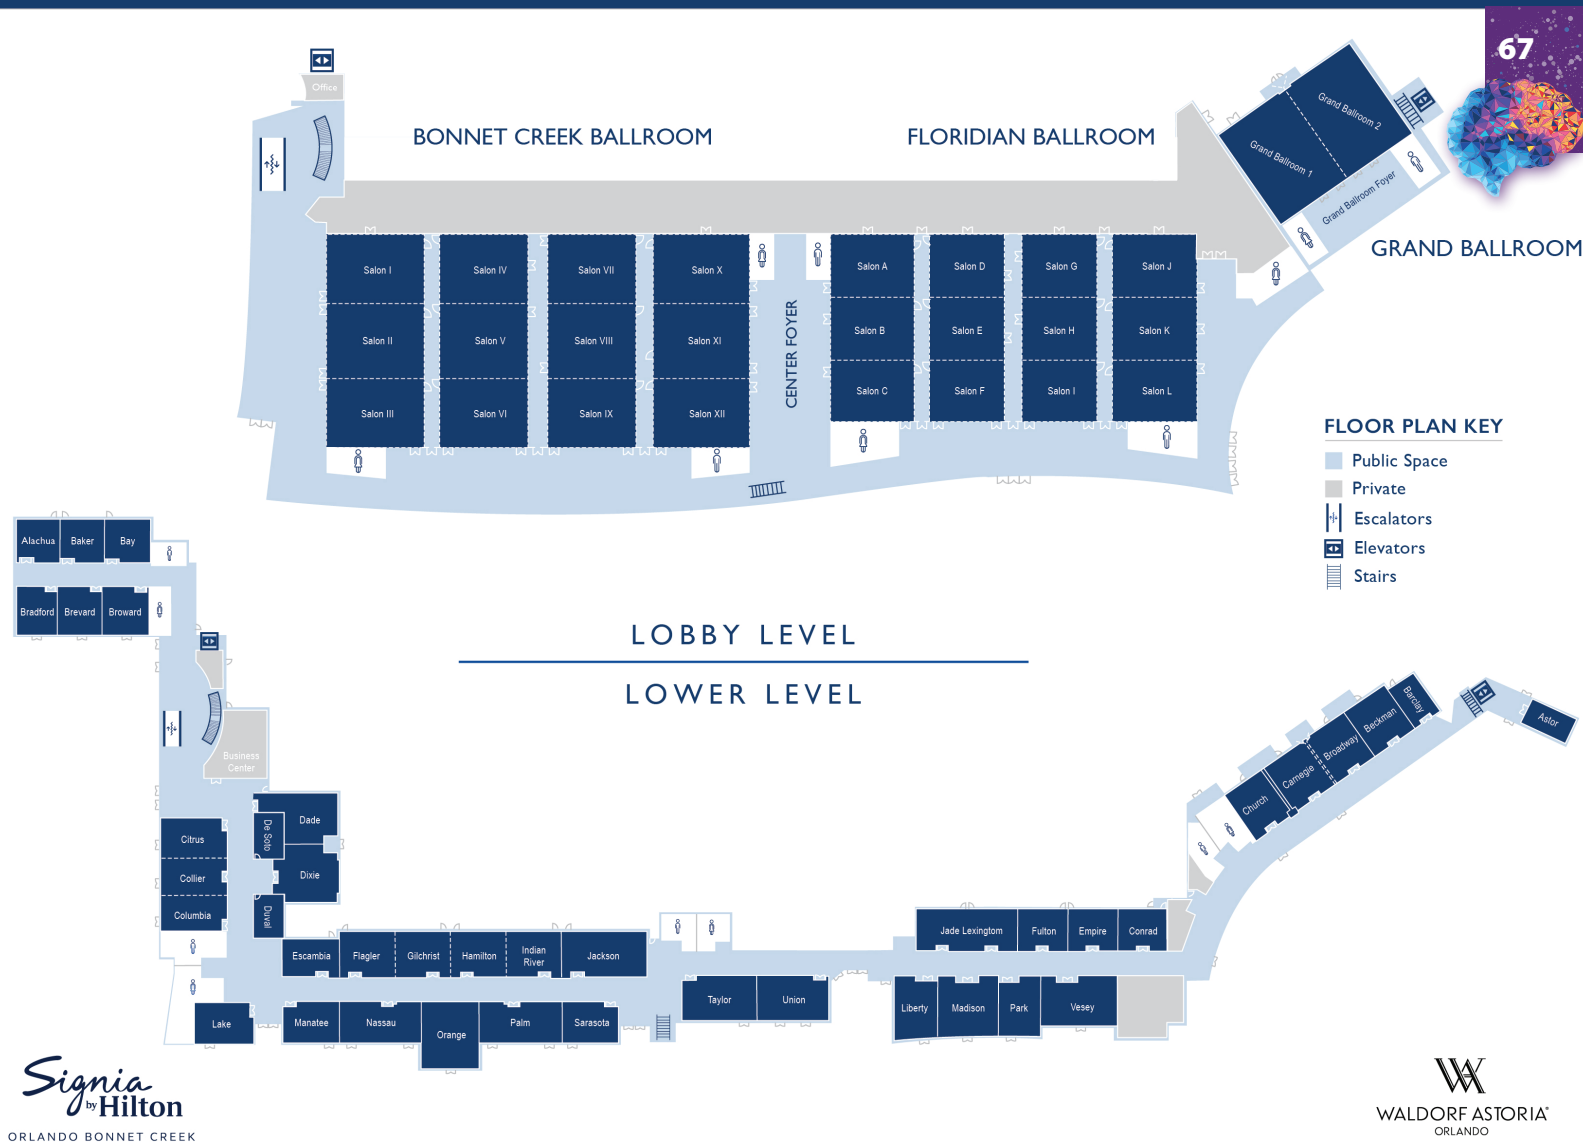 67
Office
BONNET CREEK BALLROOM
FLORIDIAN BALLROOM
Grand Ballroom 1
Grand Ballroom 2
Grand Ballroom Foyer
GRAND BALLROOM
Salon I
Salon IV
Salon VII
Salon X
Salon II
Salon V
Salon VIII
Salon XI
Salon III
Salon VI
Salon IX
Salon XII
CENTER FOYER
Salon A
Salon D
Salon G
Salon J
Salon B
Salon E
Salon H
Salon K
Salon C
Salon F
Salon I
Salon L
FLOOR PLAN KEY
Public Space
Private
Escalators
Elevators
Stairs
LOBBY LEVEL
LOWER LEVEL
Alachua
Baker
Bay
Bradford
Brevard
Broward
Business
Center
Citrus
Collier
Columbia
Dade
De Soto
Dixie
Duval
Escambia
Flagler
Gilchrist
Hamilton
Indian
River
Jackson
Lake
Manatee
Nassau
Orange
Palm
Sarasota
Taylor
Union
Jade Lexington
Fulton
Empire
Conrad
Liberty
Madison
Park
Vesey
Church
Carnegie
Broadway
Beckman
Barclay
Astor
Signia
by Hilton
ORLANDO BONNET CREEK
WALDORF ASTORIA®
ORLANDO